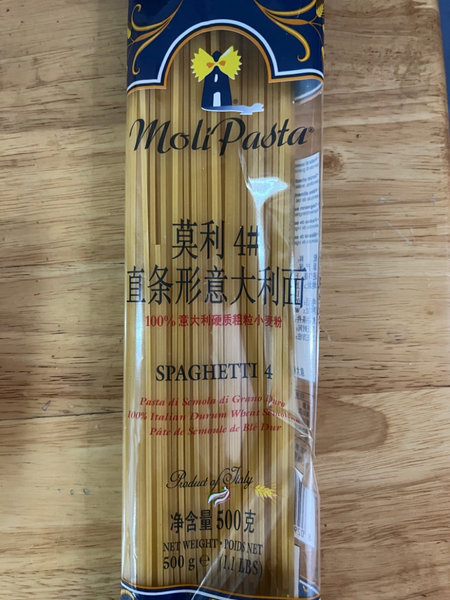 Moli Pasta®
莫利 4#
直条形意大利面
100% 意大利硬质粗粒小麦粉
SPAGHETTI 4
Pasta di Semola di Grano Duro
100% Italian Durum Wheat
Pâte de Semoule de Blé Dur
Product of Italy
净含量 500克
NET WEIGHT · POIDS NET
500 g ℮ (1,1 LBS)